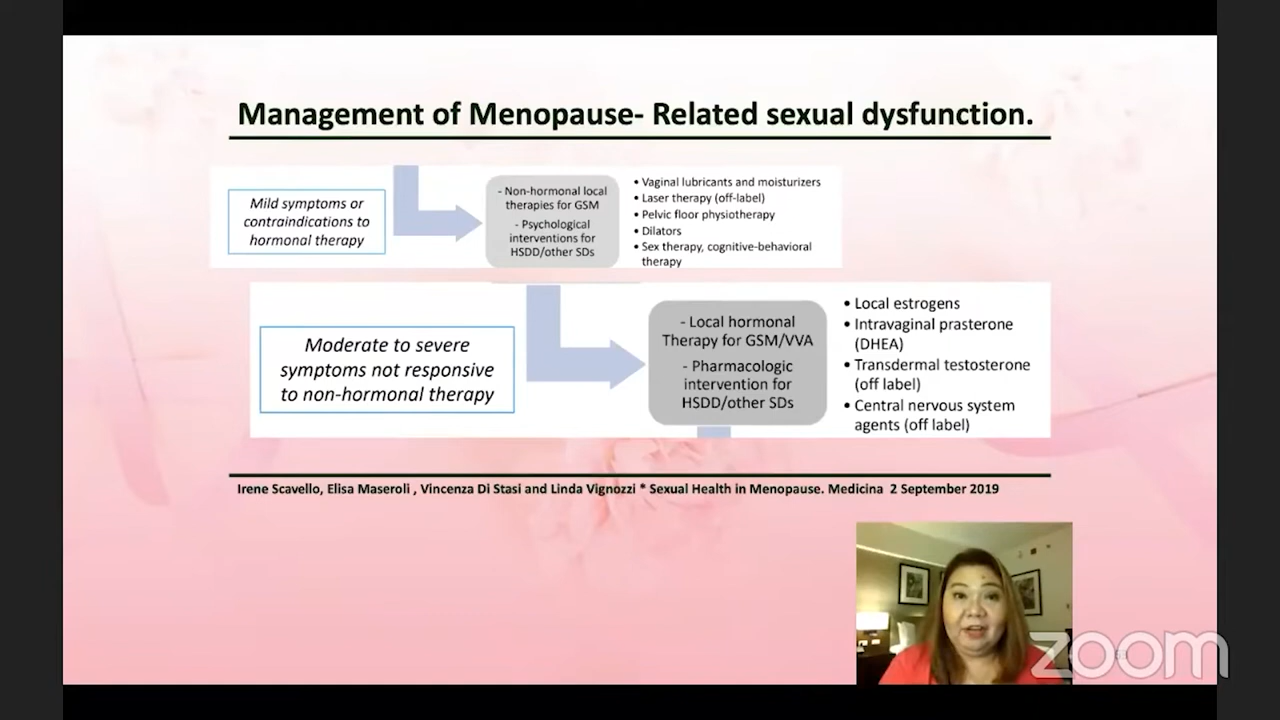 Management of Menopause- Related sexual dysfunction.
Mild symptoms or
contraindications to
hormonal therapy
- Non-hormonal local
therapies for GSM
- Psychological
interventions for
HSDD/other SDs
• Vaginal lubricants and moisturizers
• Laser therapy (off-label)
• Pelvic floor physiotherapy
• Dilators
• Sex therapy, cognitive-behavioral
therapy
Moderate to severe
symptoms not responsive
to non-hormonal therapy
- Local hormonal
Therapy for GSM/VVA
- Pharmacologic
intervention for
HSDD/other SDs
• Local estrogens
• Intravaginal prasterone
(DHEA)
• Transdermal testosterone
(off label)
• Central nervous system
agents (off label)
Irene Scavello, Elisa Maseroli , Vincenza Di Stasi and Linda Vignozzi * Sexual Health in Menopause. Medicina 2 September 2019
zoom